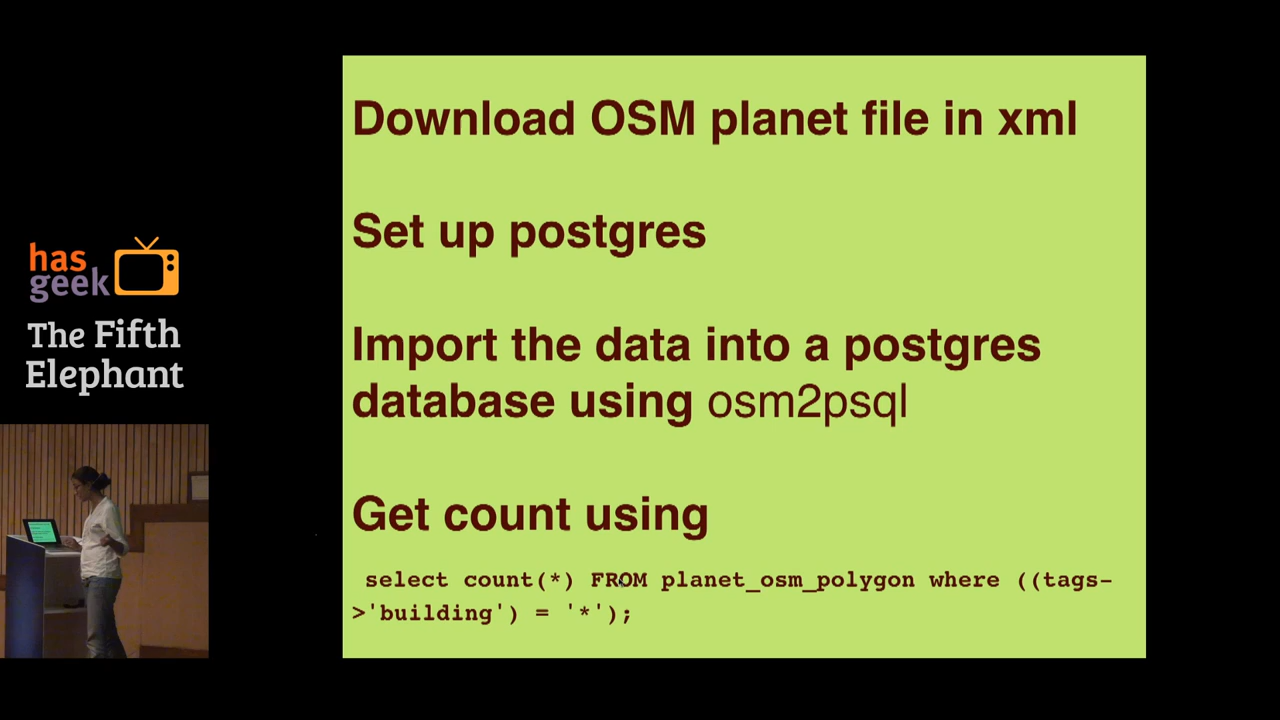 Download OSM planet file in xml
Set up postgres
Import the data into a postgres
database using osm2psql
Get count using
select count(*) FROM planet_osm_polygon where ((tags-
>'building') = '*');
has
geek
The Fifth
Elephant